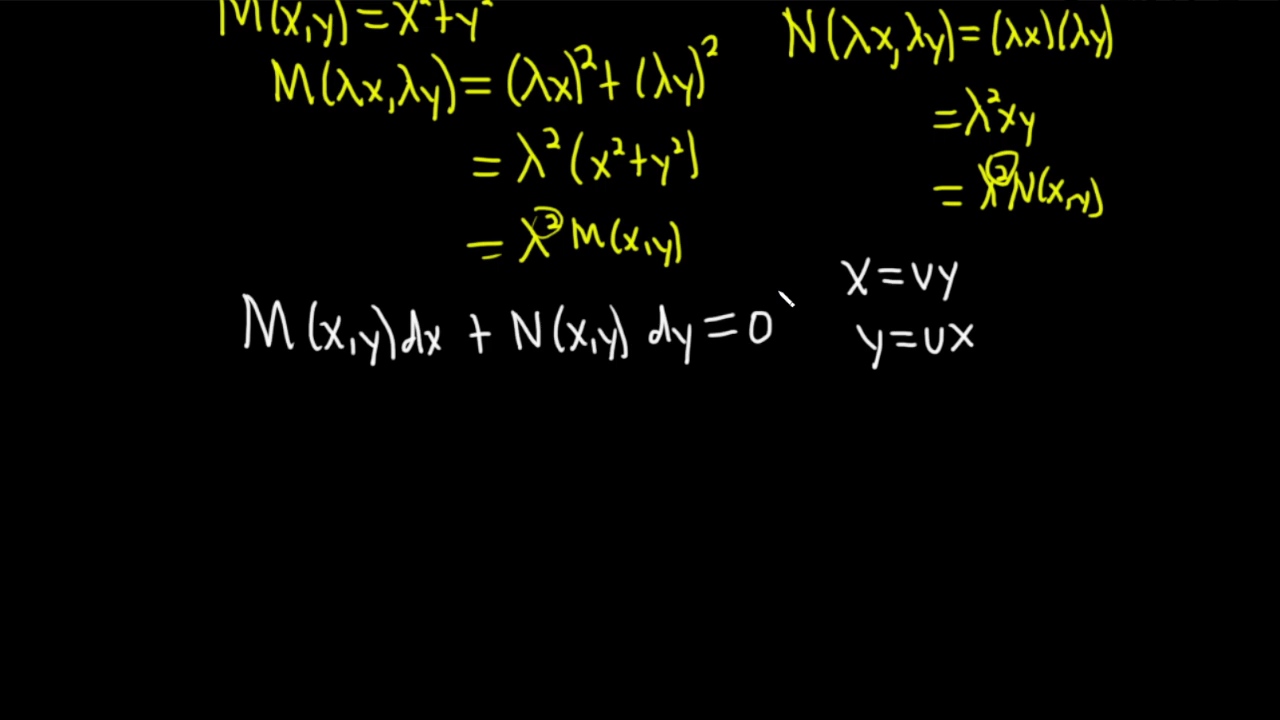 M(x,y)=x²+y²
M(λx,λy)=(λx)²+(λy)²
=λ²(x²+y²)
=λ²M(x,y)
N(λx,λy)=(λx)(λy)
=λ²xy
=λ²N(x,y)
M(x,y)dx+N(x,y)dy=0
x=vy
y=ux